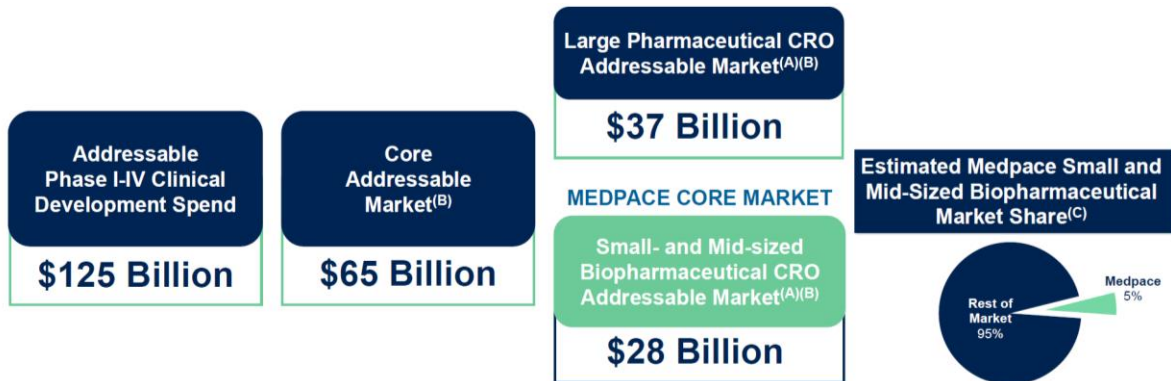 Addressable
Phase I-IV Clinical
Development Spend
$125 Billion
Core
Addressable
Market(B)
$65 Billion
Large Pharmaceutical CRO
Addressable Market(A)(B)
$37 Billion
MEDPACE CORE MARKET
Small- and Mid-sized
Biopharmaceutical CRO
Addressable Market(A)(B)
$28 Billion
Estimated Medpace Small and
Mid-Sized Biopharmaceutical
Market Share(C)
Medpace
5%
Rest of
Market
95%